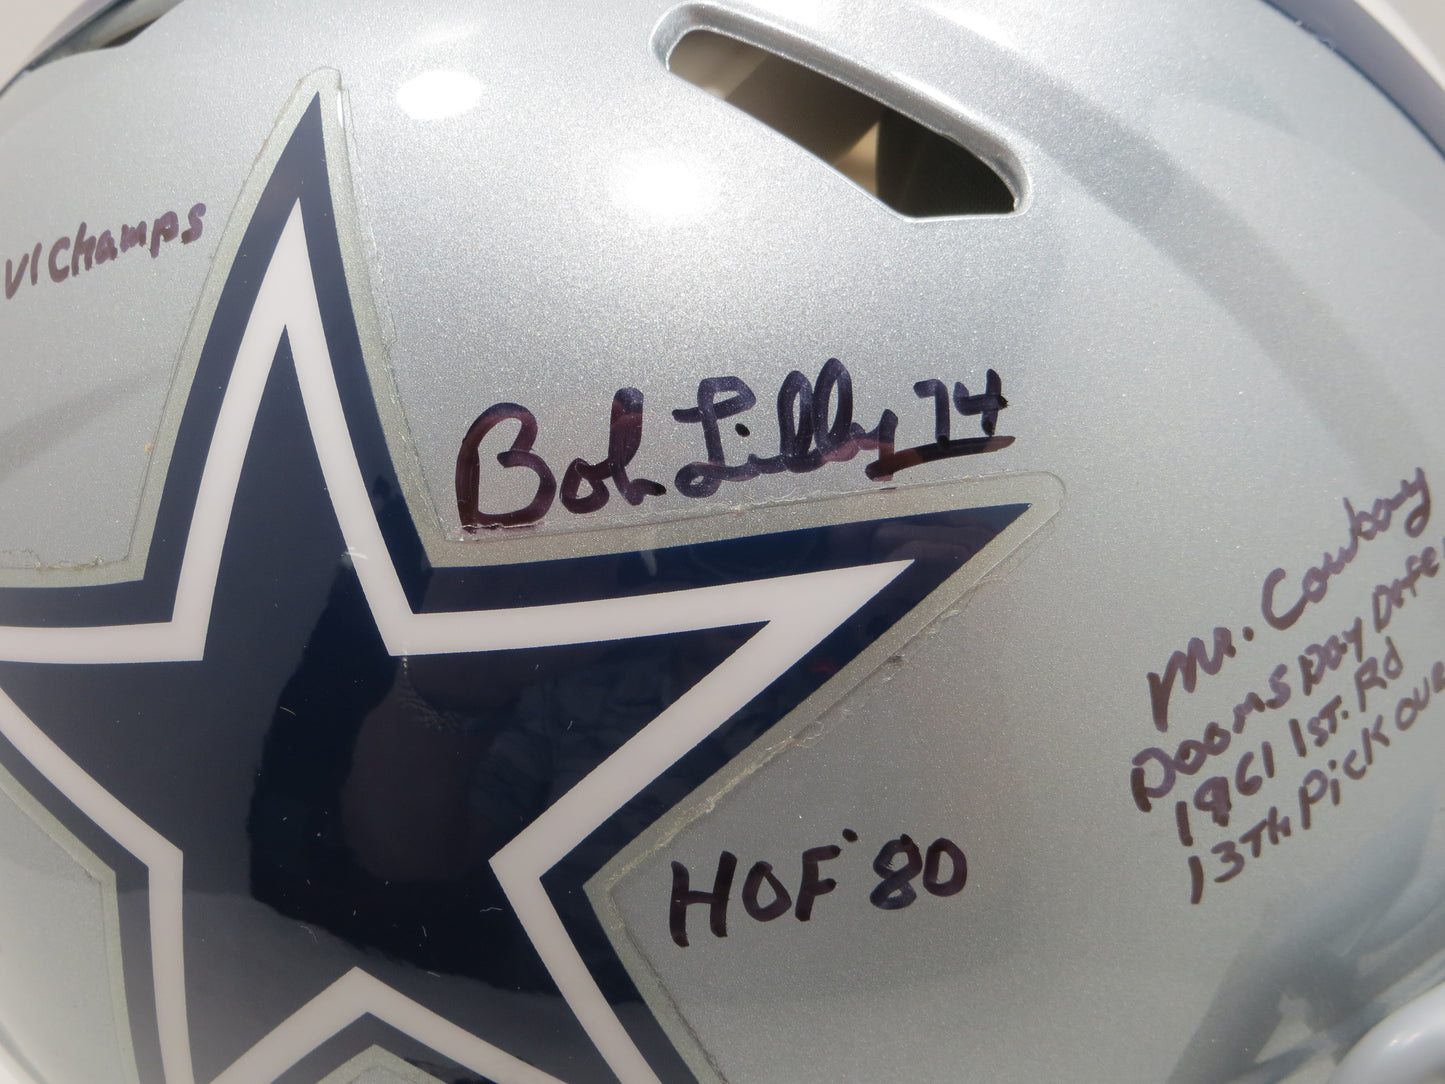 VI Champs
Bob Lilly 74
HOF '80
Mr. Cowboy
DoomsDay
1961 1st. Rd
13Th Pick